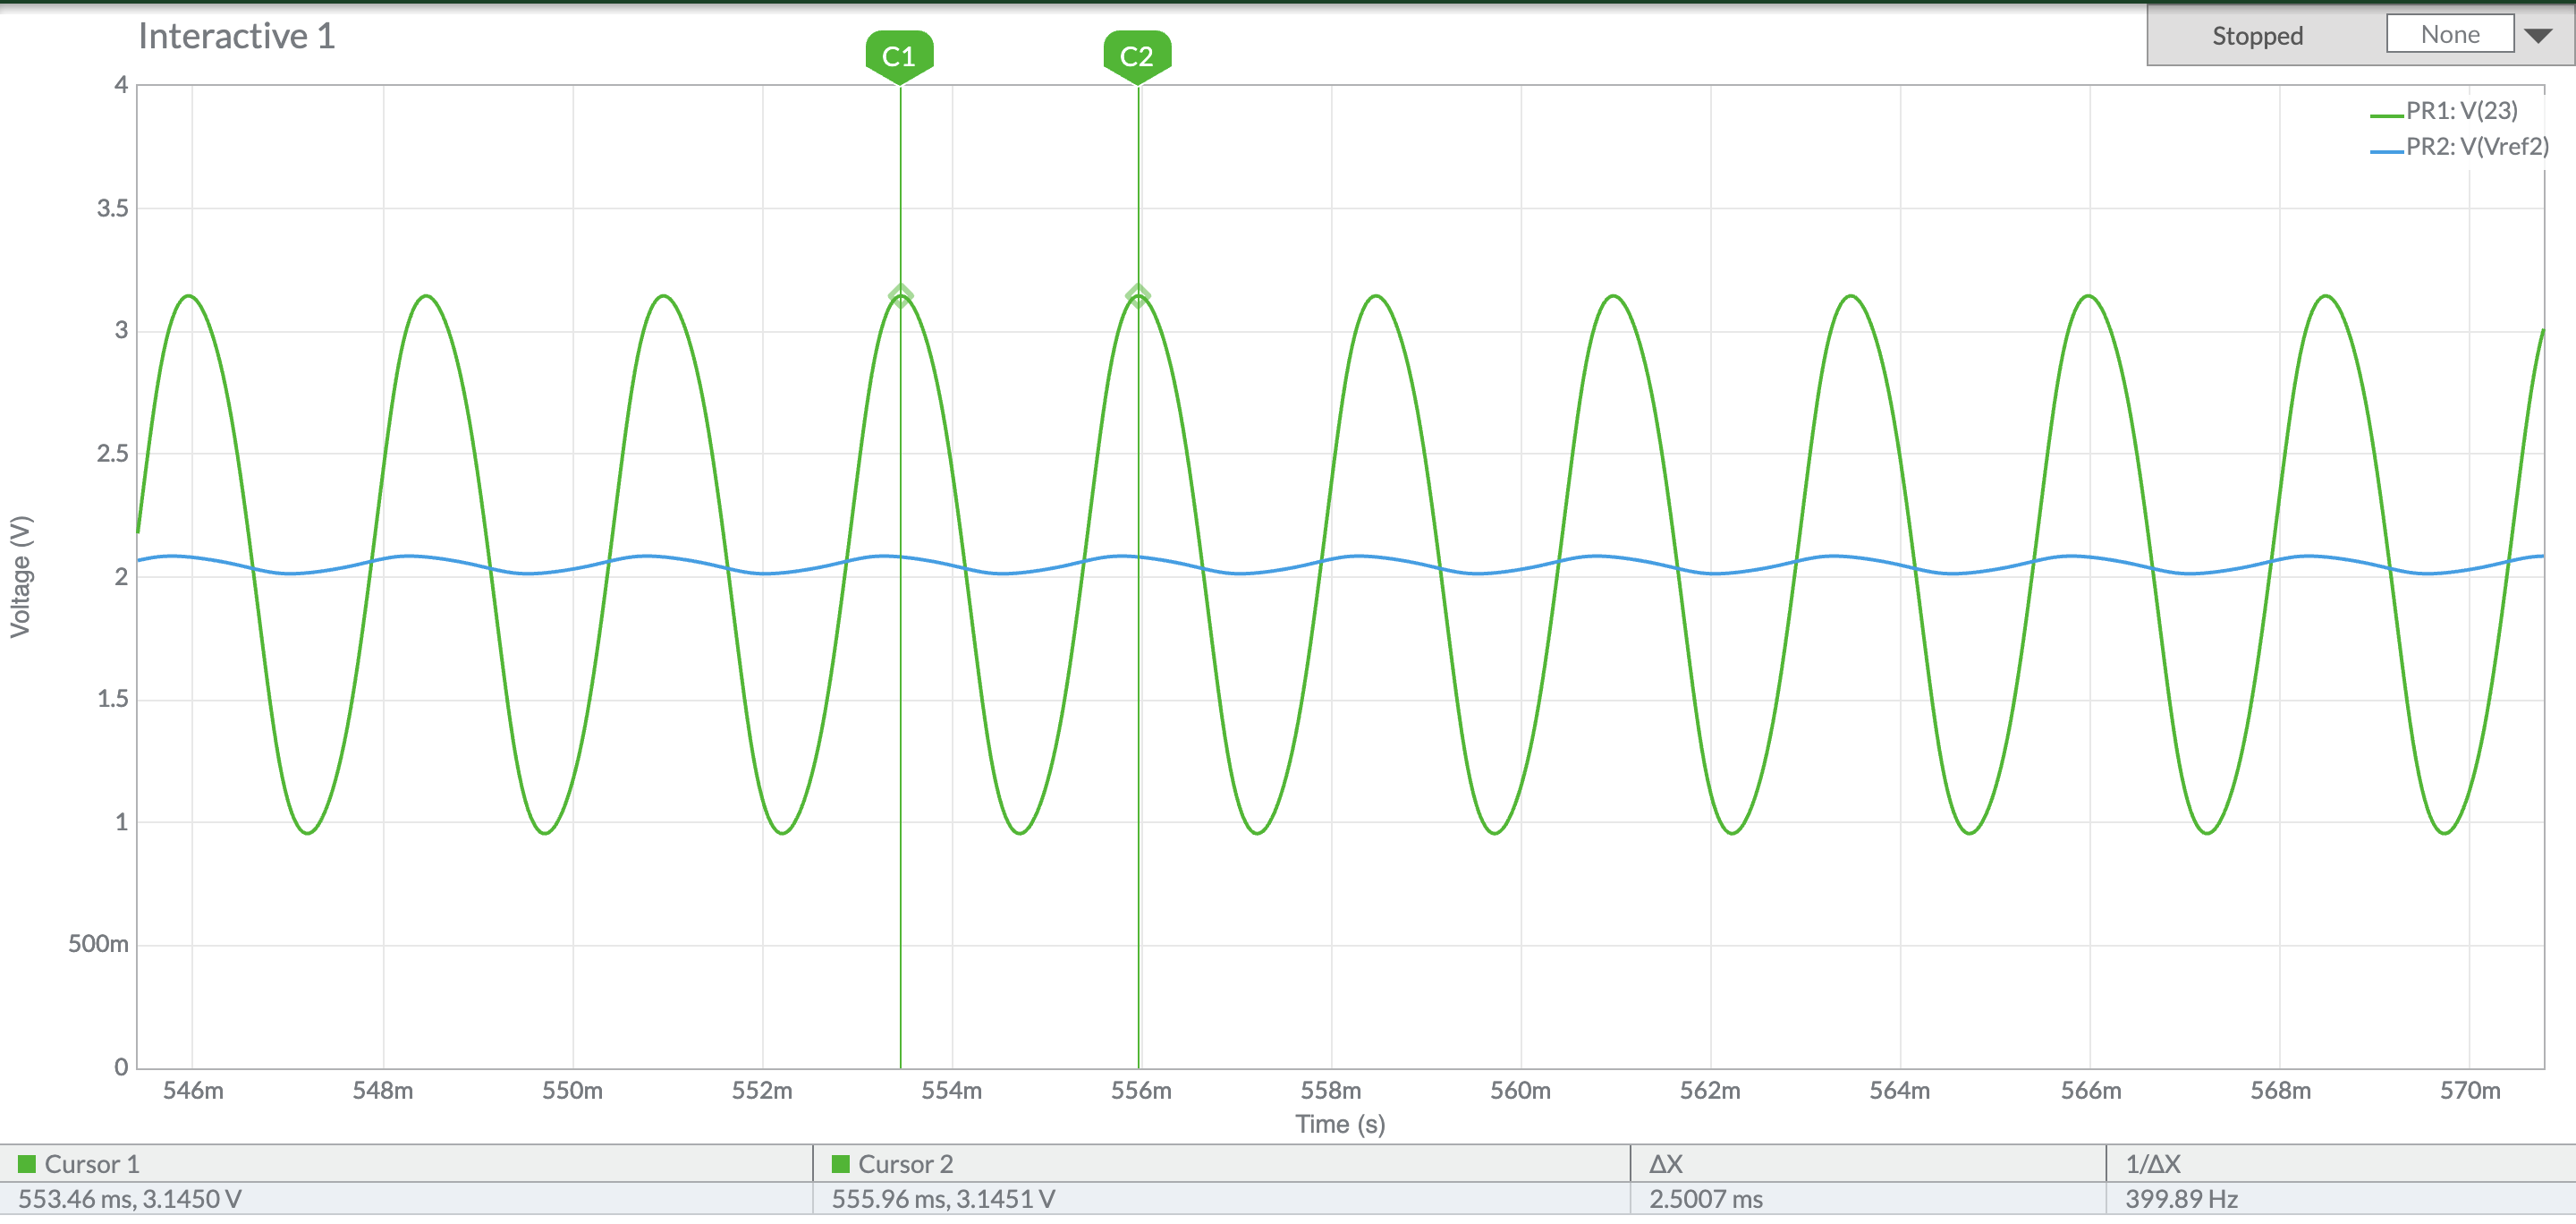 Interactive 1
Stopped
None
C1
C2
PR1: V(23)
PR2: V(Vref2)
4
3.5
3
2.5
2
1.5
1
500m
0
Voltage (V)
546m 548m 550m 552m 554m 556m 558m 560m 562m 564m 566m 568m 570m
Time (s)
Cursor 1 Cursor 2 ΔX 1/ΔX
553.46 ms, 3.1450 V 555.96 ms, 3.1451 V 2.5007 ms 399.89 Hz